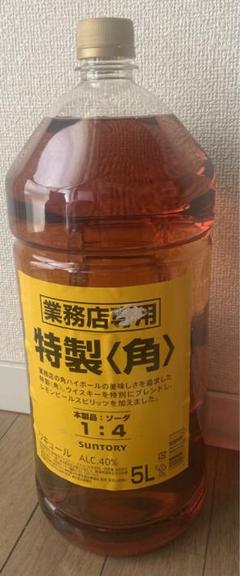 業務店専用
特製〈角〉
業務店の角ハイボールの美味しさを追求した
特製〈角〉。ウイスキーを特別にブレンドし、
レモンピールスピリッツを加えました。
本製品:ソーダ
1:4
リキュール
SUNTORY
ALC.40%
5L